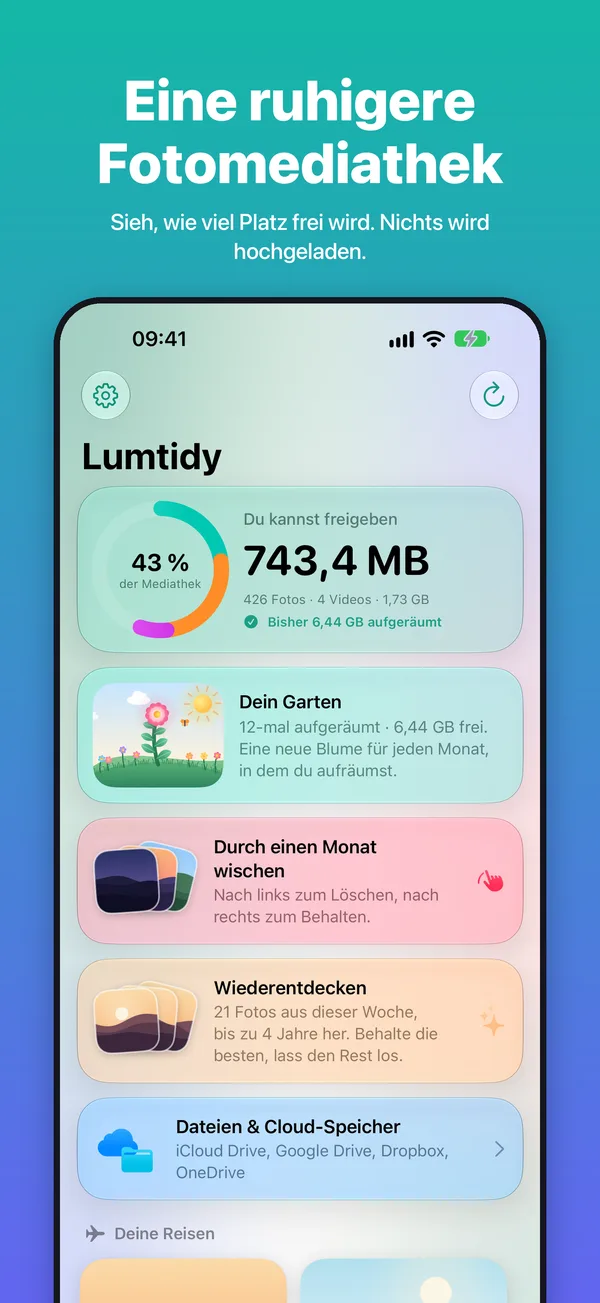 Eine ruhigere
Fotomediathek
Sieh, wie viel Platz frei wird. Nichts wird
hochgeladen.
09:41
Lumtidy
43 %
der Mediathek
Du kannst freigeben
743,4 MB
426 Fotos · 4 Videos · 1,73 GB
Bisher 6,44 GB aufgeräumt
Dein Garten
12-mal aufgeräumt · 6,44 GB frei.
Eine neue Blume für jeden Monat,
in dem du aufräumst.
Durch einen Monat
wischen
Nach links zum Löschen, nach
rechts zum Behalten.
Wiederentdecken
21 Fotos aus dieser Woche,
bis zu 4 Jahre her. Behalte die
besten, lass den Rest los.
Dateien & Cloud-Speicher
iCloud Drive, Google Drive, Dropbox,
OneDrive
Deine Reisen